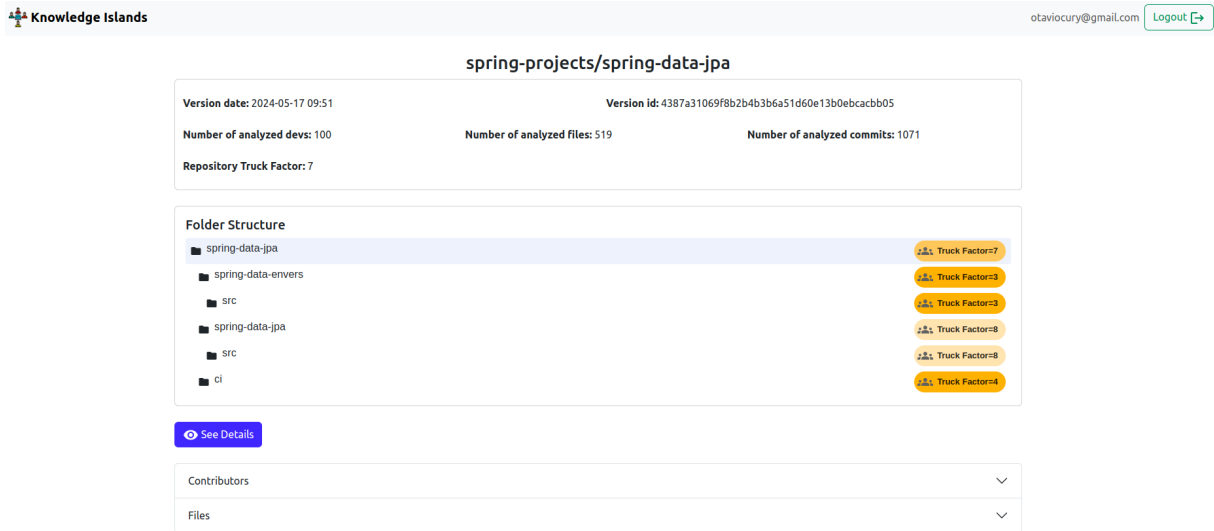 Knowledge Islands
otaviocury@gmail.com Logout
spring-projects/spring-data-jpa
Version date: 2024-05-17 09:51 Version id: 4387a31069f8b2b4b3b6a51d60e13b0ebcacbb05
Number of analyzed devs: 100 Number of analyzed files: 519 Number of analyzed commits: 1071
Repository Truck Factor: 7
Folder Structure
spring-data-jpa Truck Factor=7
spring-data-envers Truck Factor=3
src Truck Factor=3
spring-data-jpa Truck Factor=8
src Truck Factor=8
ci Truck Factor=4
See Details
Contributors
Files